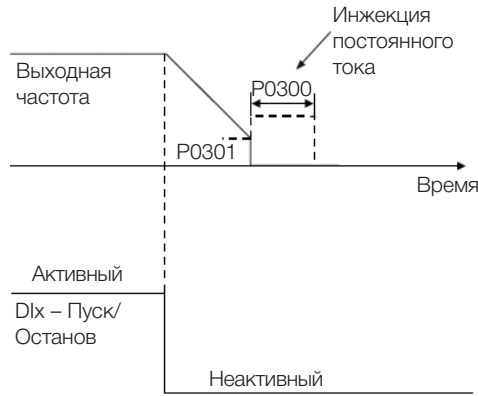 Инжекция
постоянного
тока
Выходная
частота
P0300
P0301
Время
Активный
DIx – Пуск/
Останов
Неактивный